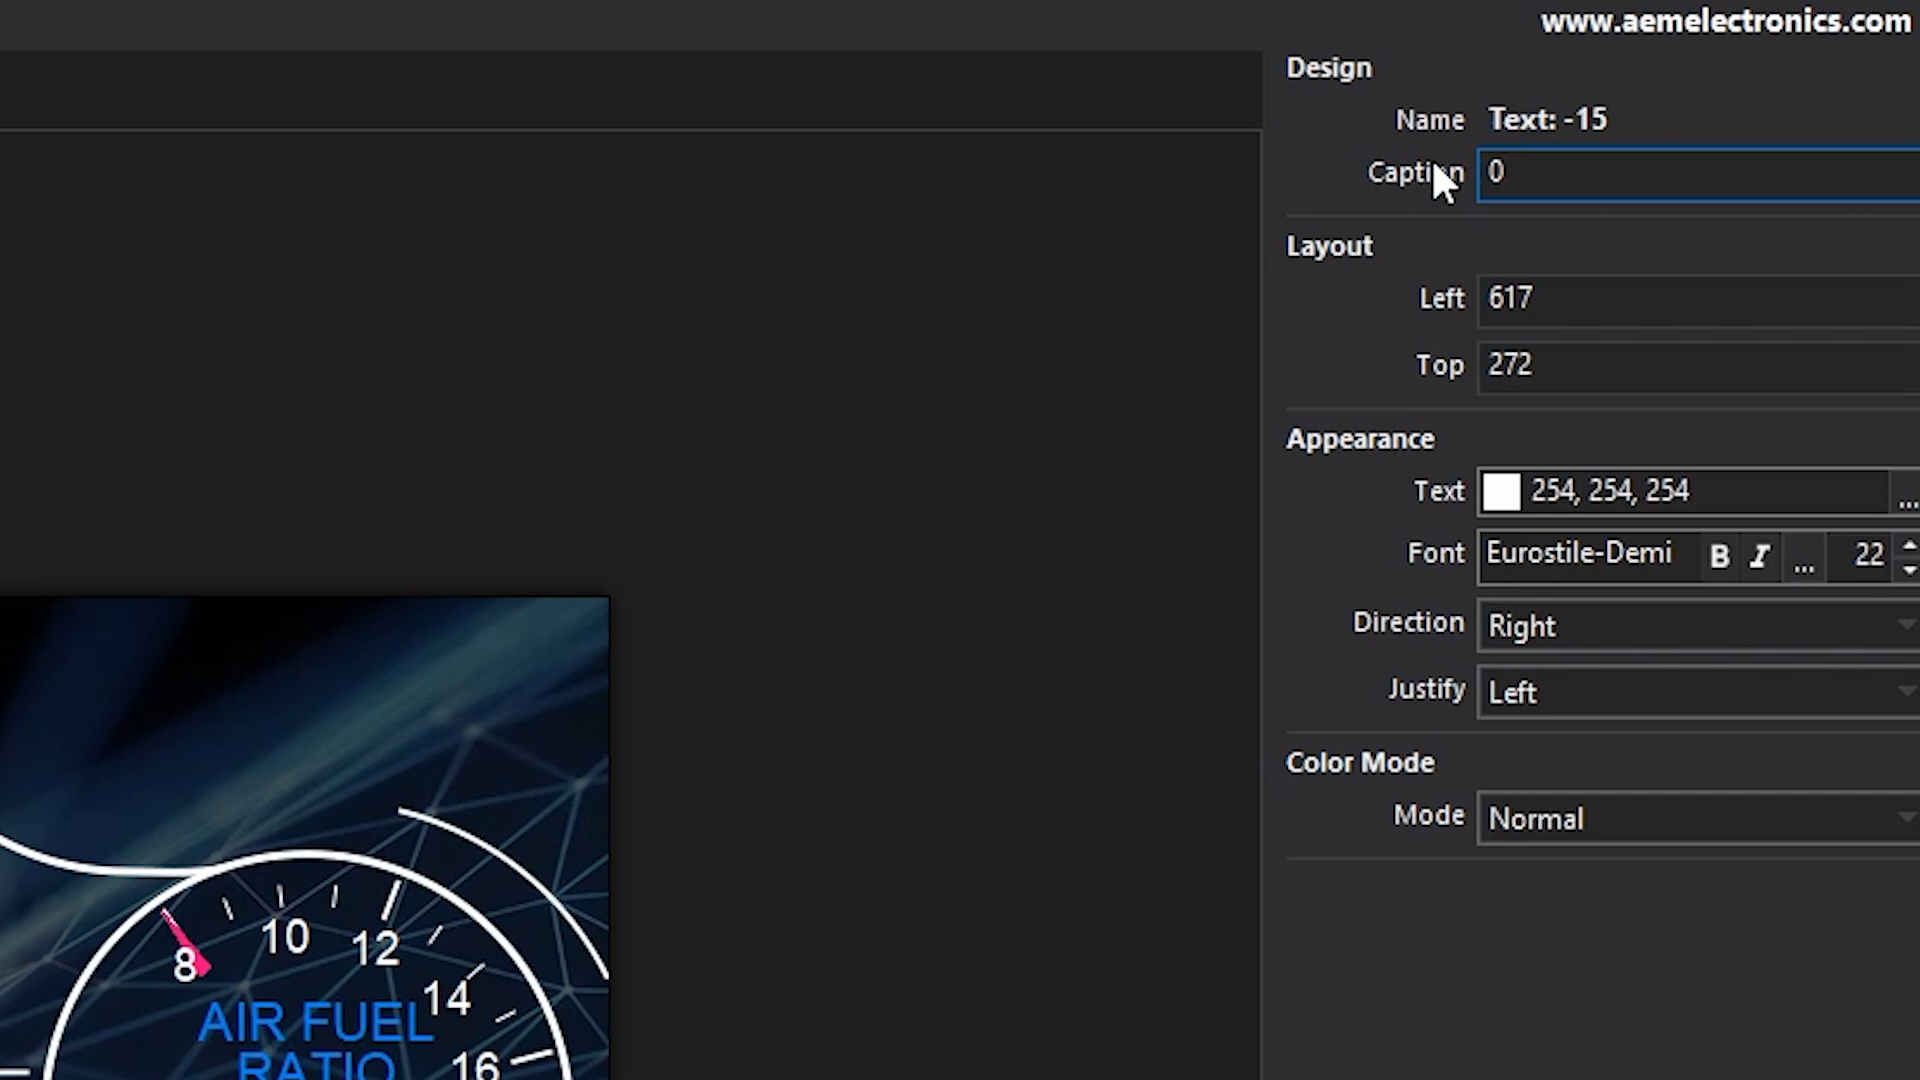 www.aemelectronics.com
Design
Name Text: -15
Caption 0
Layout
Left 617
Top 272
Appearance
Text 254, 254, 254 ...
Font Eurostile-Demi B I ... 22
Direction Right
Justify Left
Color Mode
Mode Normal
8 10 12 14 16
AIR FUEL
RATIO